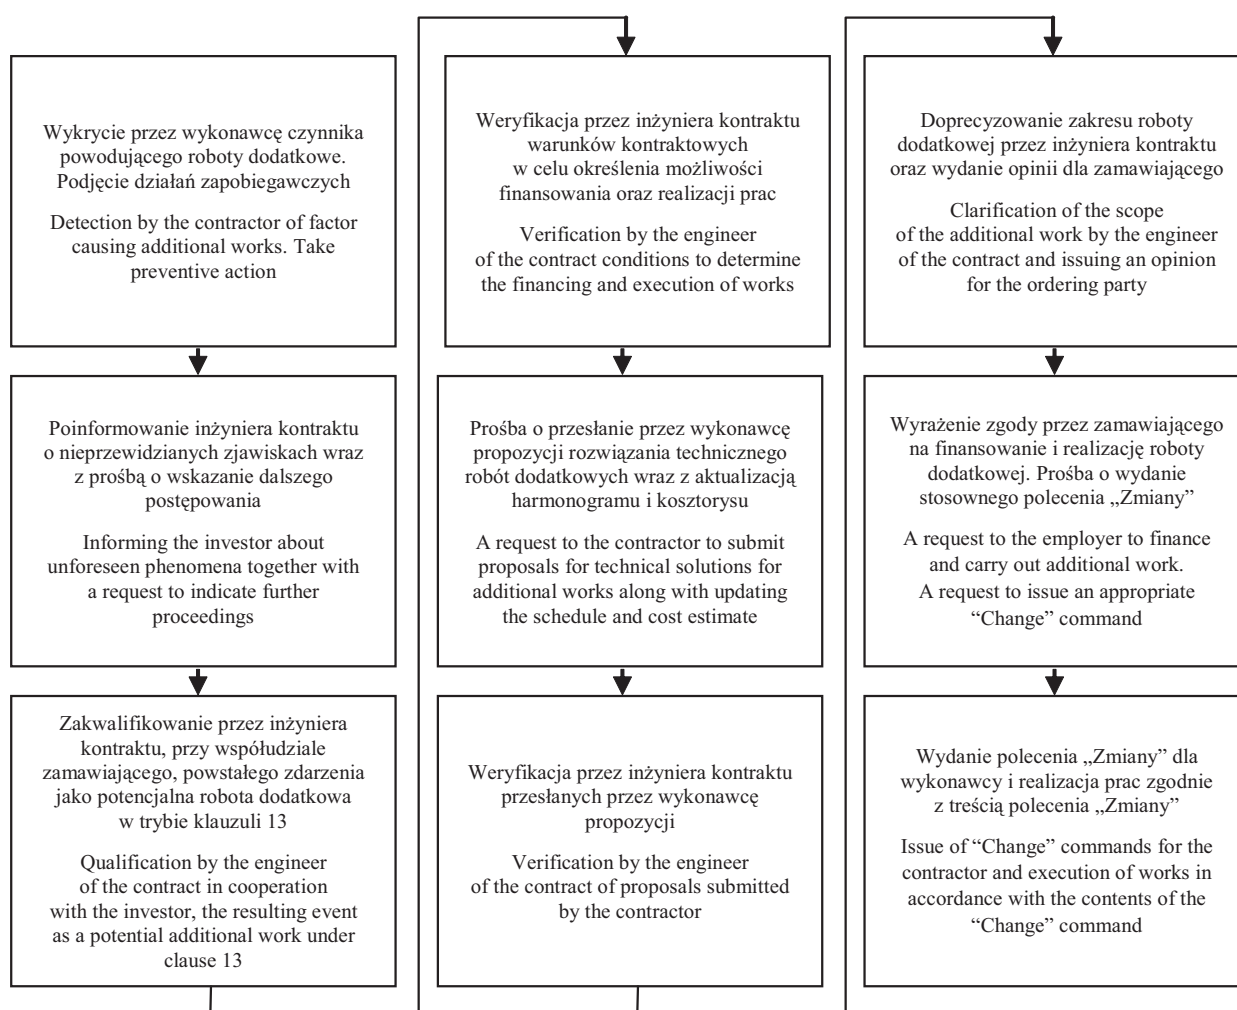 Wykrycie przez wykonawcę czynnika
powodującego roboty dodatkowe.
Podjęcie działań zapobiegawczych
Detection by the contractor of factor
causing additional works. Take
preventive action
Poinformowanie inżyniera kontraktu
o nieprzewidzianych zjawiskach wraz
z prośbą o wskazanie dalszego
postępowania
Informing the investor about
unforeseen phenomena together with
a request to indicate further
proceedings
Zakwalifikowanie przez inżyniera
kontraktu, przy współudziale
zamawiającego, powstałego zdarzenia
jako potencjalna robota dodatkowa
w trybie klauzuli 13
Qualification by the engineer
of the contract in cooperation
with the investor, the resulting event
as a potential additional work under
clause 13
Weryfikacja przez inżyniera kontraktu
warunków kontraktowych
w celu określenia możliwości
finansowania oraz realizacji prac
Verification by the engineer
of the contract conditions to determine
the financing and execution of works
Prośba o przesłanie przez wykonawcę
propozycji rozwiązania technicznego
robót dodatkowych wraz z aktualizacją
harmonogramu i kosztorysu
A request to the contractor to submit
proposals for technical solutions for
additional works along with updating
the schedule and cost estimate
Weryfikacja przez inżyniera kontraktu
przesłanych przez wykonawcę
propozycji
Verification by the engineer
of the contract of proposals submitted
by the contractor
Doprecyzowanie zakresu roboty
dodatkowej przez inżyniera kontraktu
oraz wydanie opinii dla zamawiającego
Clarification of the scope
of the additional work by the engineer
of the contract and issuing an opinion
for the ordering party
Wyrażenie zgody przez zamawiającego
na finansowanie i realizację roboty
dodatkowej. Prośba o wydanie
stosownego polecenia „Zmiany”
A request to the employer to finance
and carry out additional work.
A request to issue an appropriate
“Change” command
Wydanie polecenia „Zmiany” dla
wykonawcy i realizacja prac zgodnie
z treścią polecenia „Zmiany”
Issue of “Change” commands for the
contractor and execution of works in
accordance with the contents of the
“Change” command